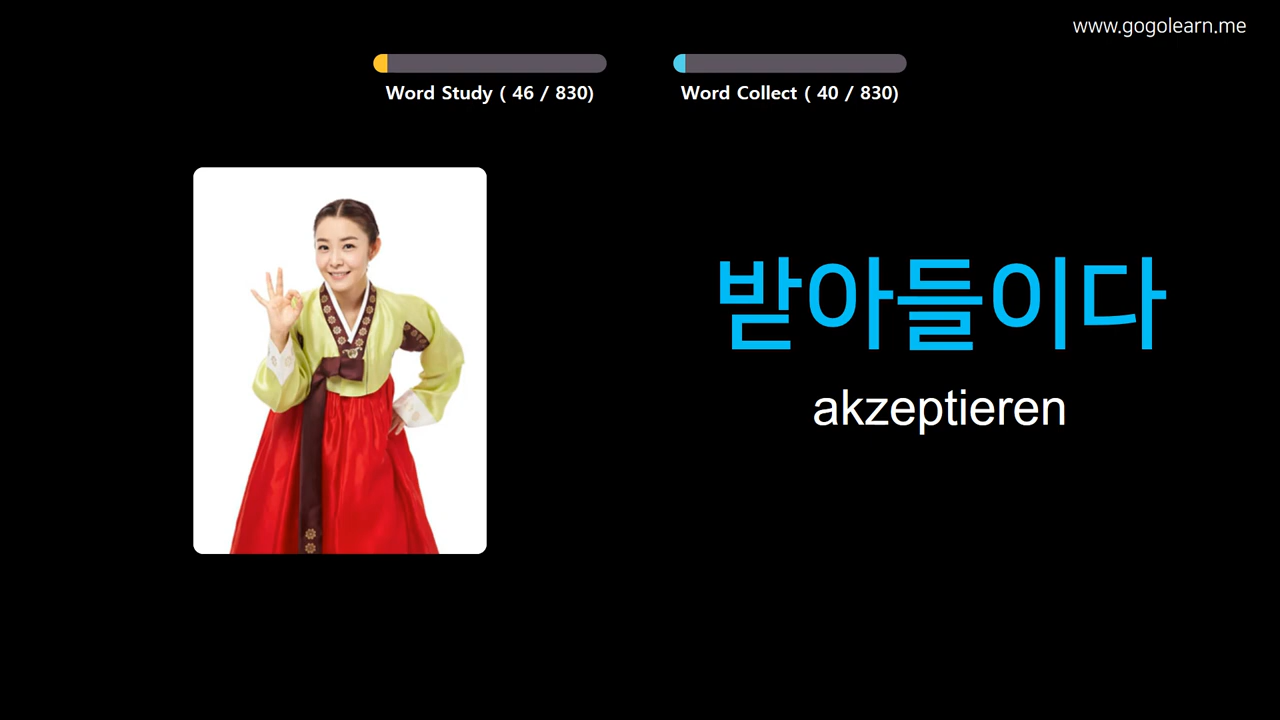 www.gogolearn.me
Word Study ( 46 / 830)
Word Collect ( 40 / 830)
받아들이다
akzeptieren